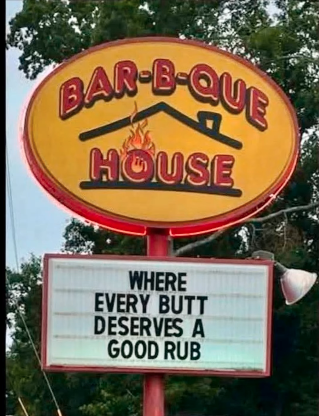 BAR-B-QUE
HOUSE
WHERE
EVERY BUTT
DESERVES A
GOOD RUB